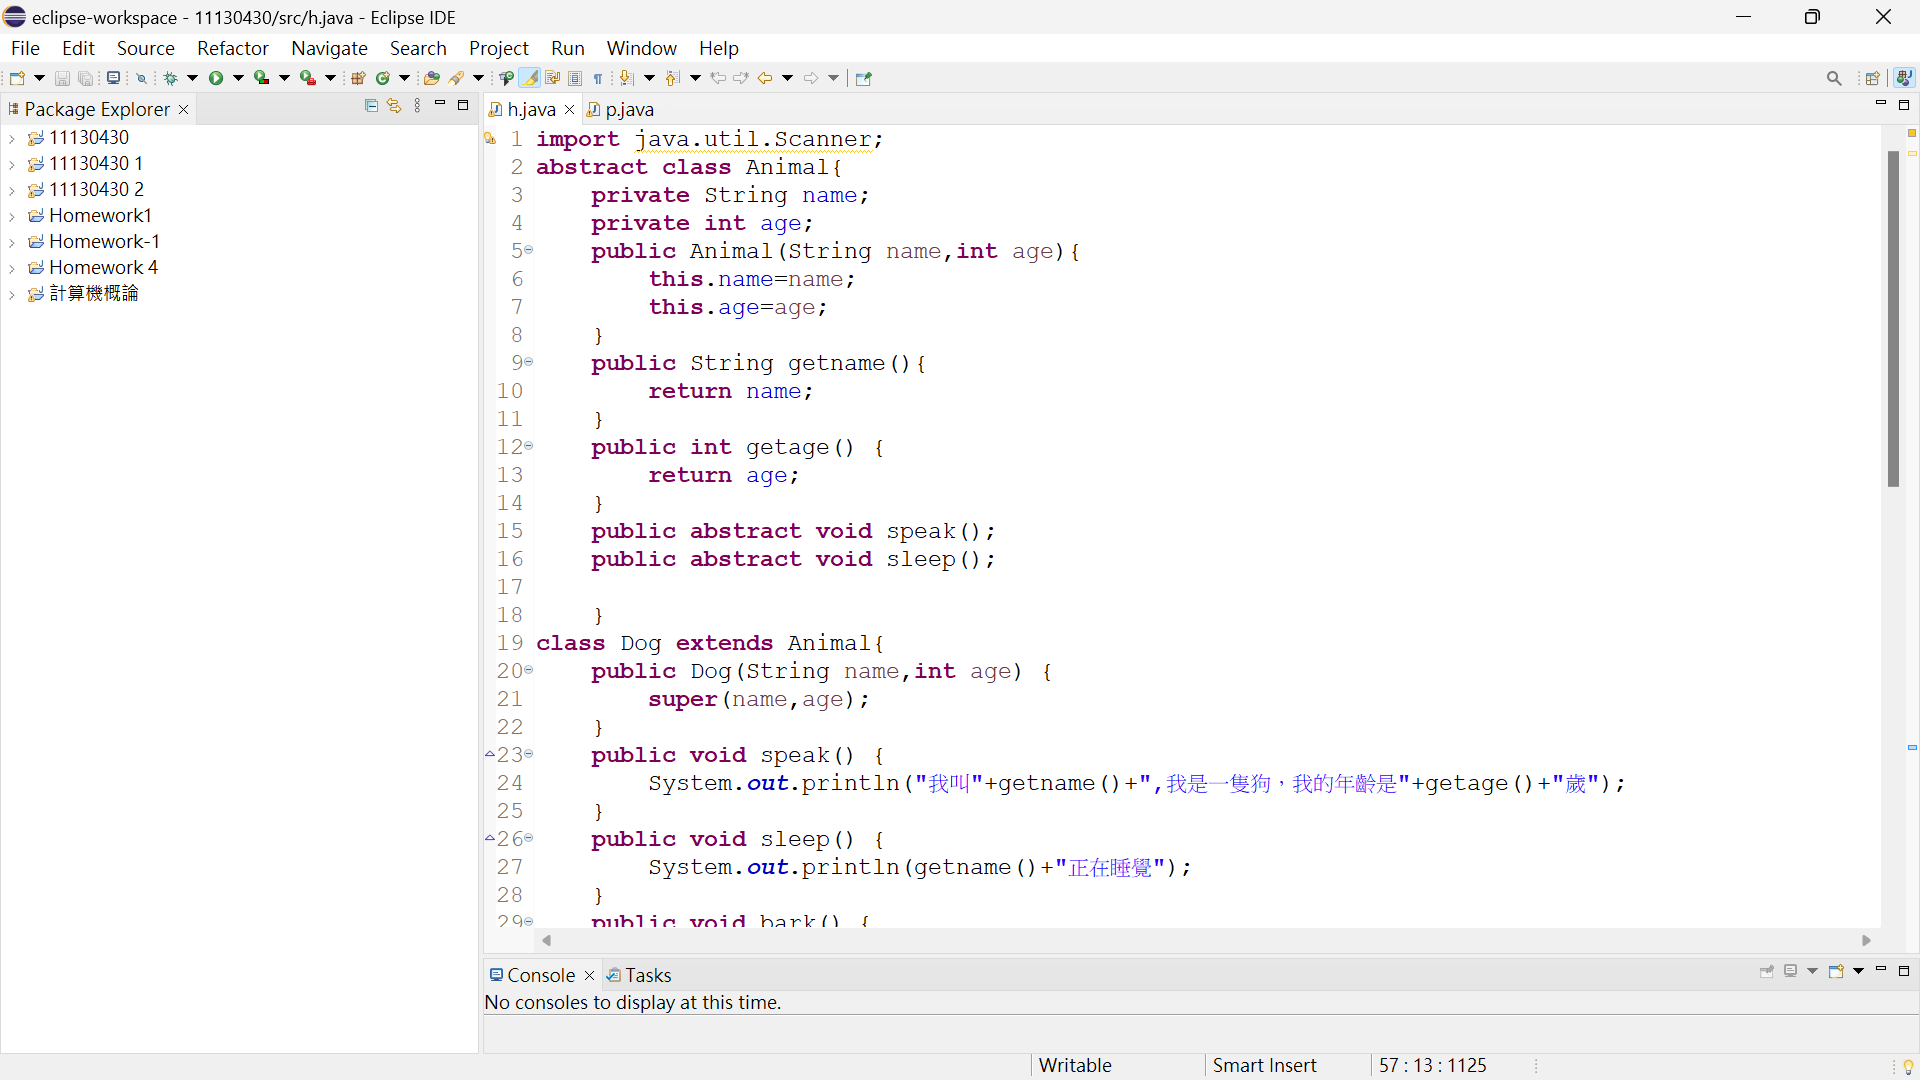 eclipse-workspace - 11130430/src/h.java - Eclipse IDE
File Edit Source Refactor Navigate Search Project Run Window Help
Package Explorer
11130430
11130430 1
11130430 2
Homework1
Homework-1
Homework 4
計算機概論
h.java p.java
1 import java.util.Scanner;
2 abstract class Animal{
3 private String name;
4 private int age;
5 public Animal(String name,int age){
6 this.name=name;
7 this.age=age;
8 }
9 public String getname(){
10 return name;
11 }
12 public int getage() {
13 return age;
14 }
15 public abstract void speak();
16 public abstract void sleep();
17
18 }
19 class Dog extends Animal{
20 public Dog(String name,int age) {
21 super(name,age);
22 }
23 public void speak() {
24 System.out.println("我叫"+getname()+",我是一隻狗，我的年齡是"+getage()+"歲");
25 }
26 public void sleep() {
27 System.out.println(getname()+"正在睡覺");
28 }
29 public void bark() {
Console Tasks
No consoles to display at this time.
Writable Smart Insert 57 : 13 : 1125